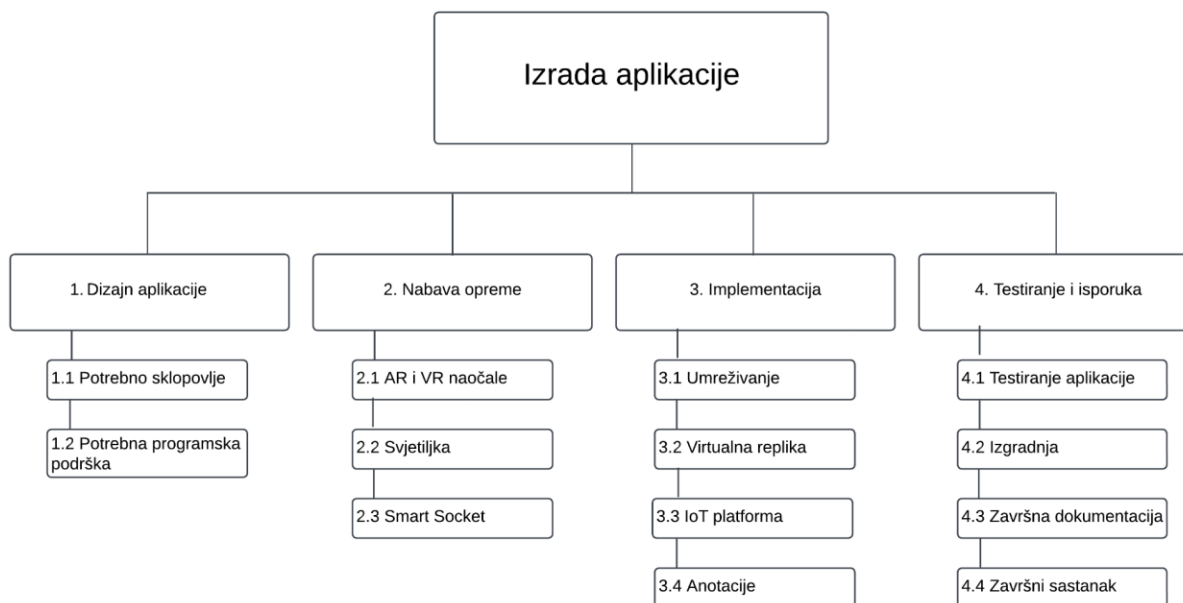 Izrada aplikacije
1. Dizajn aplikacije
1.1 Potrebno sklopovlje
1.2 Potrebna programska
podrška
2. Nabava opreme
2.1 AR i VR naočale
2.2 Svjetiljka
2.3 Smart Socket
3. Implementacija
3.1 Umreživanje
3.2 Virtualna replika
3.3 IoT platforma
3.4 Anotacije
4. Testiranje i isporuka
4.1 Testiranje aplikacije
4.2 Izgradnja
4.3 Završna dokumentacija
4.4 Završni sastanak